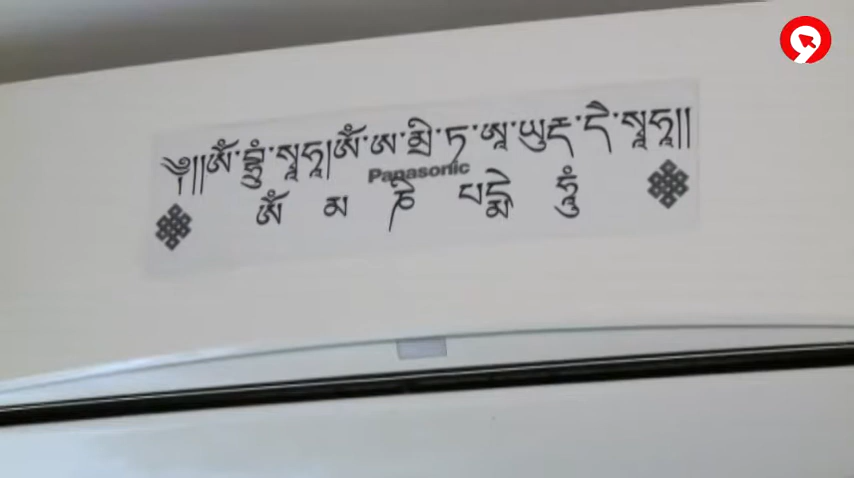 ༄།།ཨོཾ་བྷྲཱུཾ་སྭཱ་ཧཱ།ཨོཾ་ཨ་མྲྀ་ཏ་ཨཱ་ཡུརྡ་དེ་སྭཱ་ཧཱ།།
Panasonic
ཨོཾ མ ཎི པདྨེ ཧཱུྃ